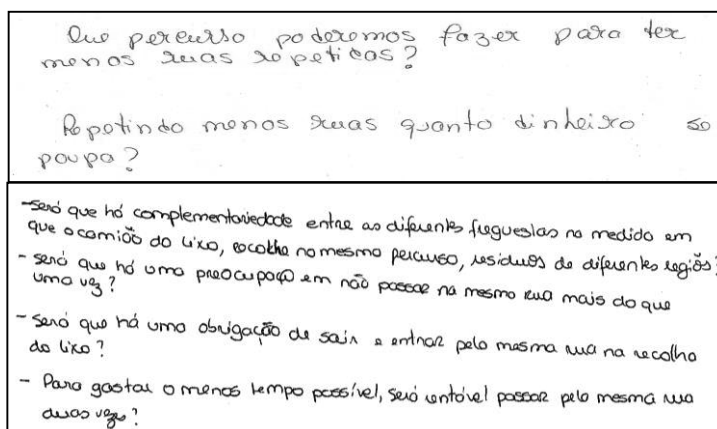 Que percurso poderemos fazer para ter
menos ruas repetidas?
Repetindo menos ruas quanto dinheiro se
poupa?
- Será que há complementariedade entre as diferentes freguesias na medida em
que o camião do lixo, recolha no mesmo percurso, resíduos de diferentes regiões?
- Será que há uma preocupação em não passar na mesma rua mais do que
uma vez?
- Será que há uma obrigação de sair e entrar pela mesma rua na recolha
do lixo?
- Para gastar o menos tempo possível, será rentável passar pela mesma rua
duas vezes?